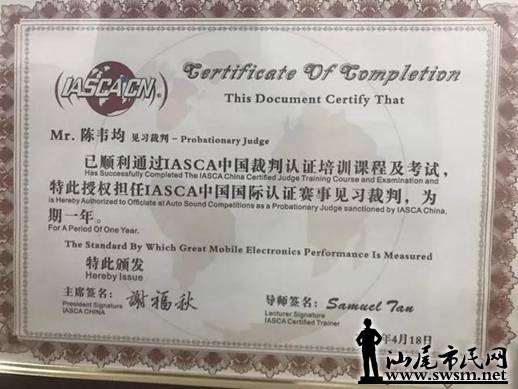 IASCA.CN
Certificate Of Completion
This Document Certify That
Mr. 陈韦均 见习裁判 - Probationary Judge
已顺利通过IASCA中国裁判认证培训课程及考试，
Has Successfully Completed The IASCA China Certified Judge Training Course and Examination and
特此授权担任IASCA中国国际认证赛事见习裁判，为
is Hereby Authorized to Officiate at Auto Sound Competitions as a Probationary Judge sanctioned by IASCA China.
期一年。
For A Period Of One Year.
The Standard By Which Great Mobile Electronics Performance Is Measured
特此颁发
Hereby Issue
主席签名： 謝福秋
President Signature
IASCA CHINA
导师签名： Samuel Tan
Lecturer Signature
IASCA Certified Trainer
年4月18日
汕尾市民网
www.swsm.net